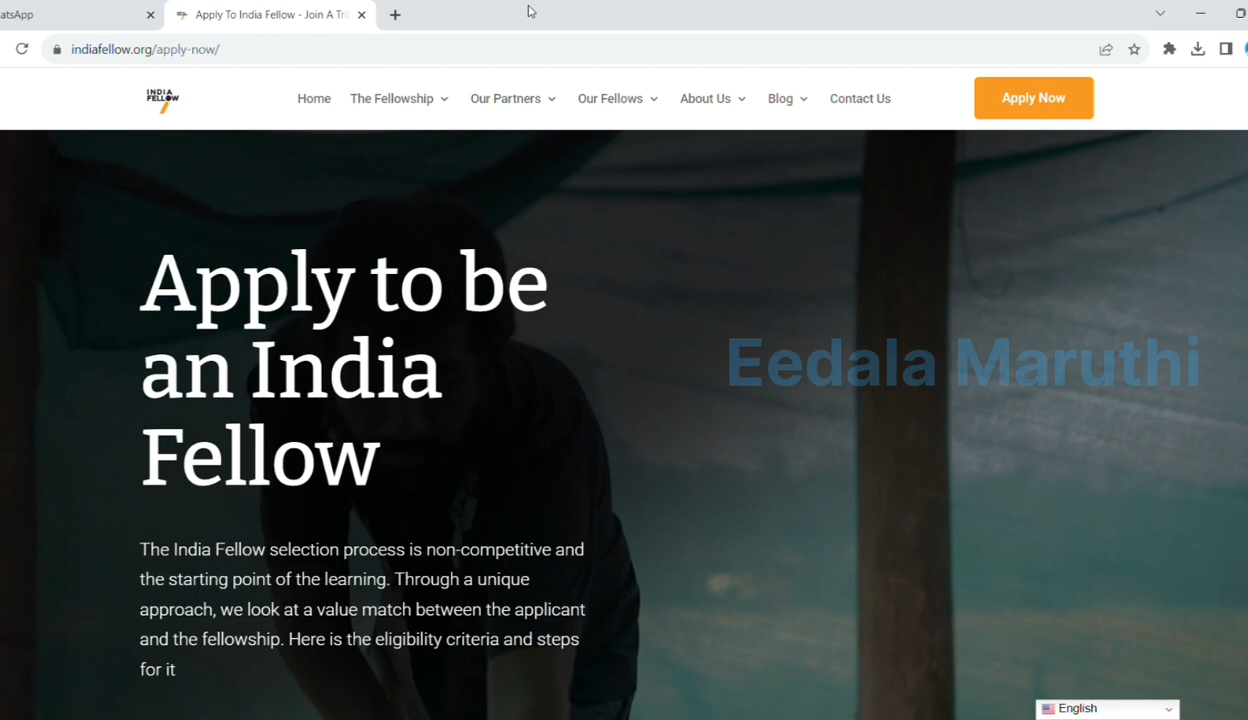 atsApp
Apply To India Fellow - Join A Tri
indiafellow.org/apply-now/
INDIA
FELLOW
Home The Fellowship Our Partners Our Fellows About Us Blog Contact Us Apply Now
Apply to be
an India
Fellow
Eedala Maruthi
The India Fellow selection process is non-competitive and
the starting point of the learning. Through a unique
approach, we look at a value match between the applicant
and the fellowship. Here is the eligibility criteria and steps
for it
English